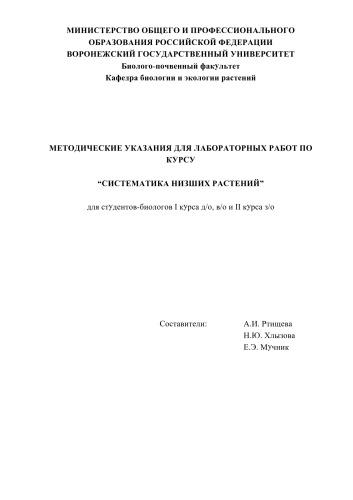 МИНИСТЕРСТВО ОБЩЕГО И ПРОФЕССИОНАЛЬНОГО
ОБРАЗОВАНИЯ РОССИЙСКОЙ ФЕДЕРАЦИИ
ВОРОНЕЖСКИЙ ГОСУДАРСТВЕННЫЙ УНИВЕРСИТЕТ
Биолого-почвенный факультет
Кафедра биологии и экологии растений
МЕТОДИЧЕСКИЕ УКАЗАНИЯ ДЛЯ ЛАБОРАТОРНЫХ РАБОТ ПО
КУРСУ
“СИСТЕМАТИКА НИЗШИХ РАСТЕНИЙ”
для студентов-биологов I курса д/о, в/о и II курса з/о
Составители: А.И. Ртищева
Н.Ю. Хлызова
Е.Э. Мучник